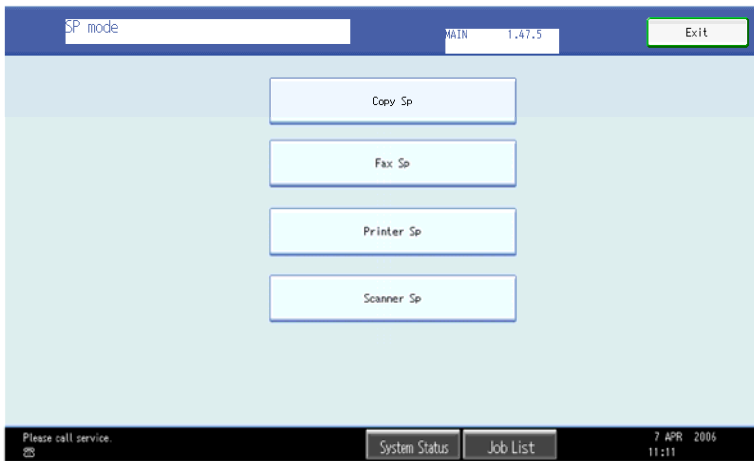 SP mode
MAIN 1.47.5
Exit
Copy Sp
Fax Sp
Printer Sp
Scanner Sp
Please call service.
System Status
Job List
7 APR 2006
11:11